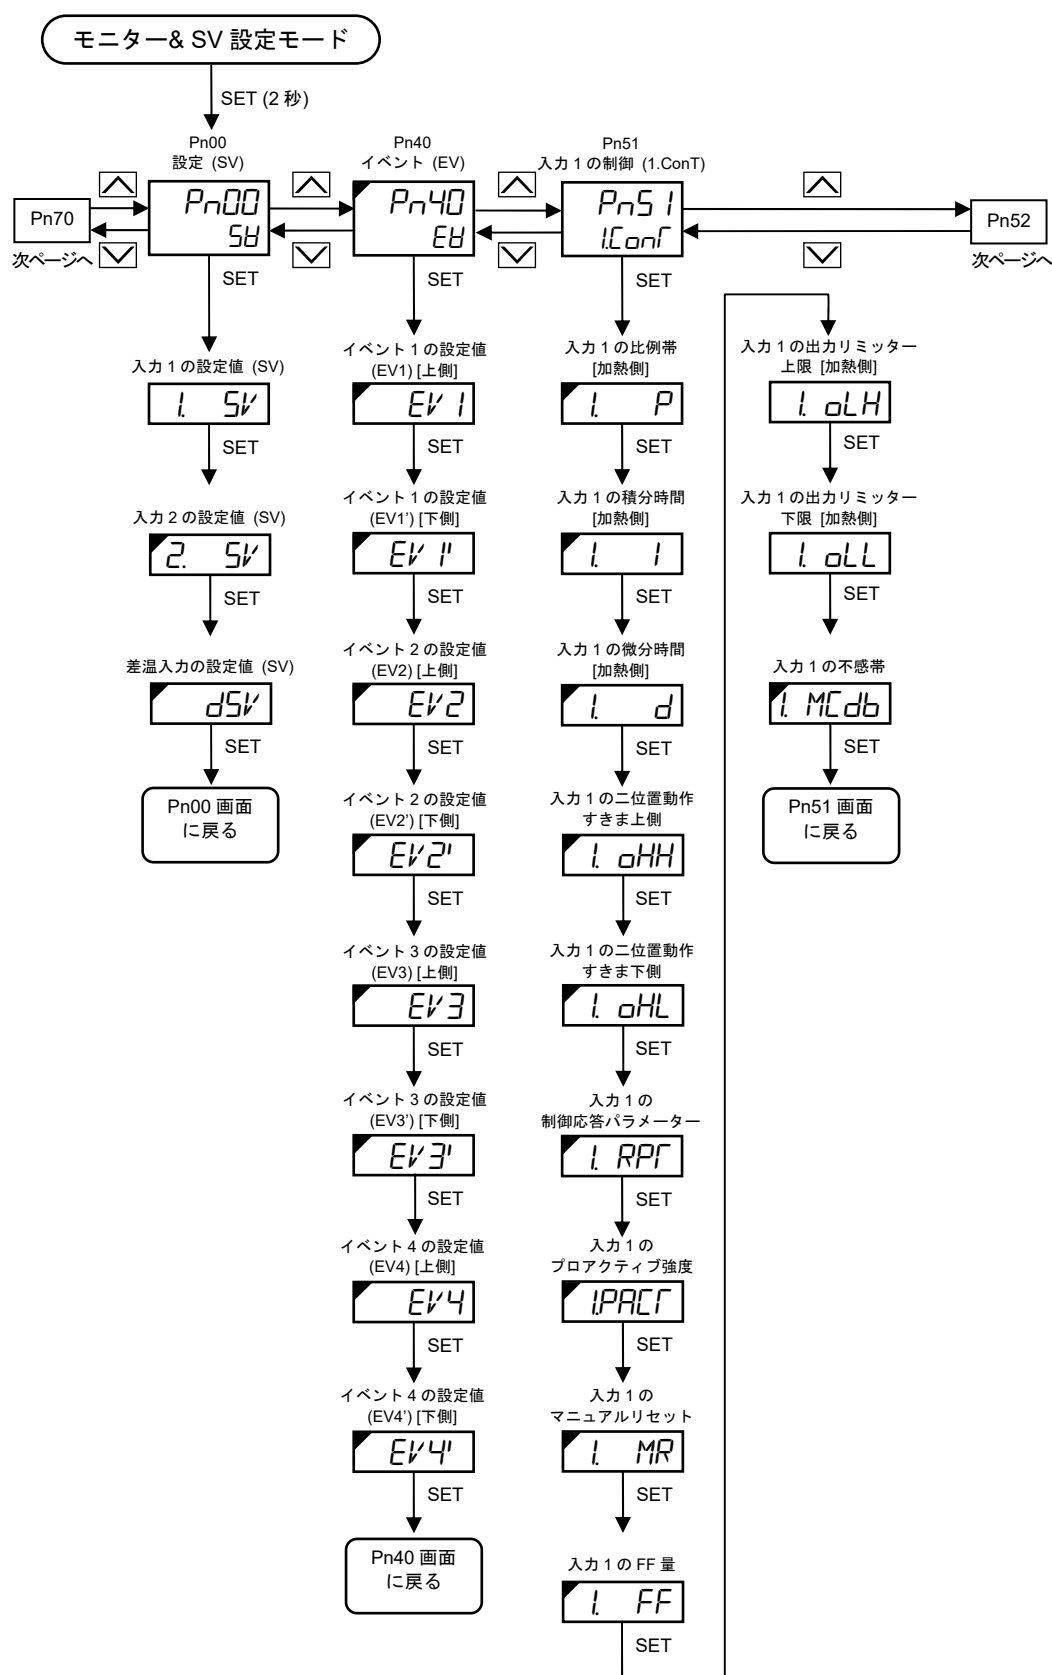 モニター& SV 設定モード
SET (2 秒)
Pn00
設定 (SV)
Pn40
イベント (EV)
Pn51
入力1の制御 (1.ConT)
Pn70
Pn00
SV
Pn40
EV
Pn51
1.ConT
Pn52
次ページへ
次ページへ
SET
SET
SET
入力1の設定値 (SV)
1. SV
SET
入力2の設定値 (SV)
2. SV
SET
差温入力の設定値 (SV)
dSV
SET
Pn00 画面
に戻る
イベント1の設定値
(EV1) [上側]
EV1
SET
イベント1の設定値
(EV1') [下側]
EV1'
SET
イベント2の設定値
(EV2) [上側]
EV2
SET
イベント2の設定値
(EV2') [下側]
EV2'
SET
イベント3の設定値
(EV3) [上側]
EV3
SET
イベント3の設定値
(EV3') [下側]
EV3'
SET
イベント4の設定値
(EV4) [上側]
EV4
SET
イベント4の設定値
(EV4') [下側]
EV4'
SET
Pn40 画面
に戻る
入力1の比例帯
[加熱側]
1. P
SET
入力1の積分時間
[加熱側]
1. I
SET
入力1の微分時間
[加熱側]
1. d
SET
入力1の二位置動作
すきま上側
1. oHH
SET
入力1の二位置動作
すきま下側
1. oHL
SET
入力1の
制御応答パラメーター
1. RPT
SET
入力1の
プロアクティブ強度
1.PACT
SET
入力1の
マニュアルリセット
1. MR
SET
入力1の FF 量
1. FF
SET
入力1の出力リミッター
上限 [加熱側]
1. oLH
SET
入力1の出力リミッター
下限 [加熱側]
1. oLL
SET
入力1の不感帯
1. MCdb
SET
Pn51 画面
に戻る